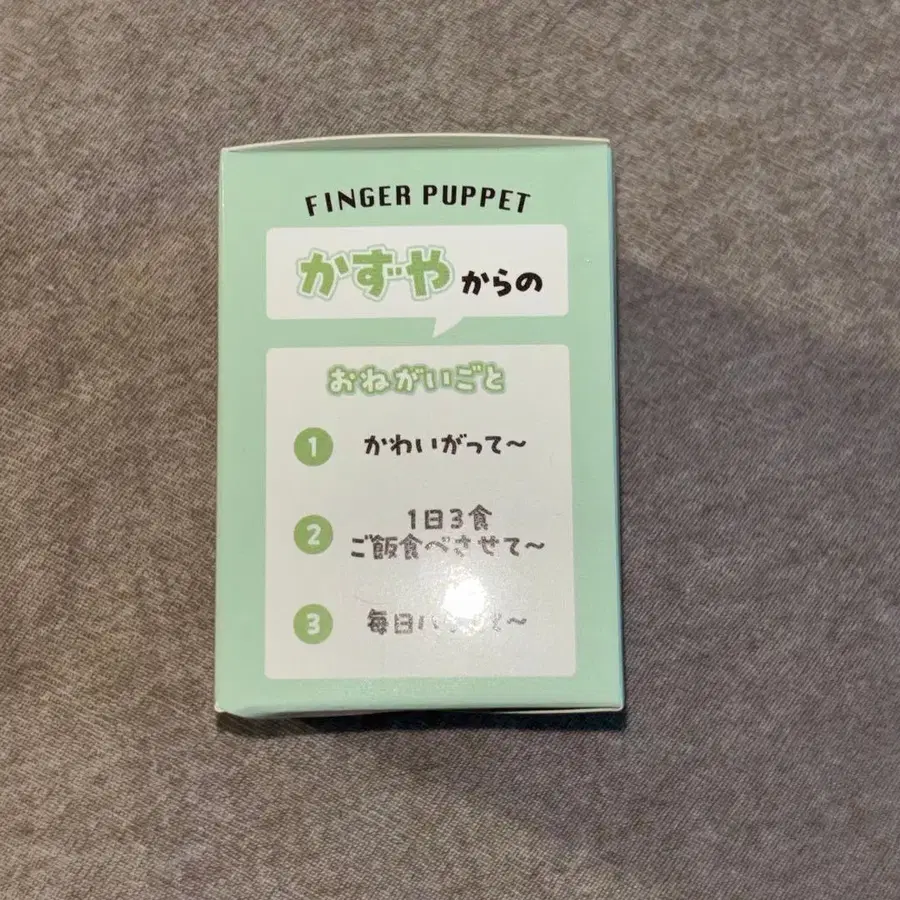 FINGER PUPPET
かずやからの
おねがいごと
1 かわいがって〜
2 1日3食
ご飯食べさせて〜
3 毎日